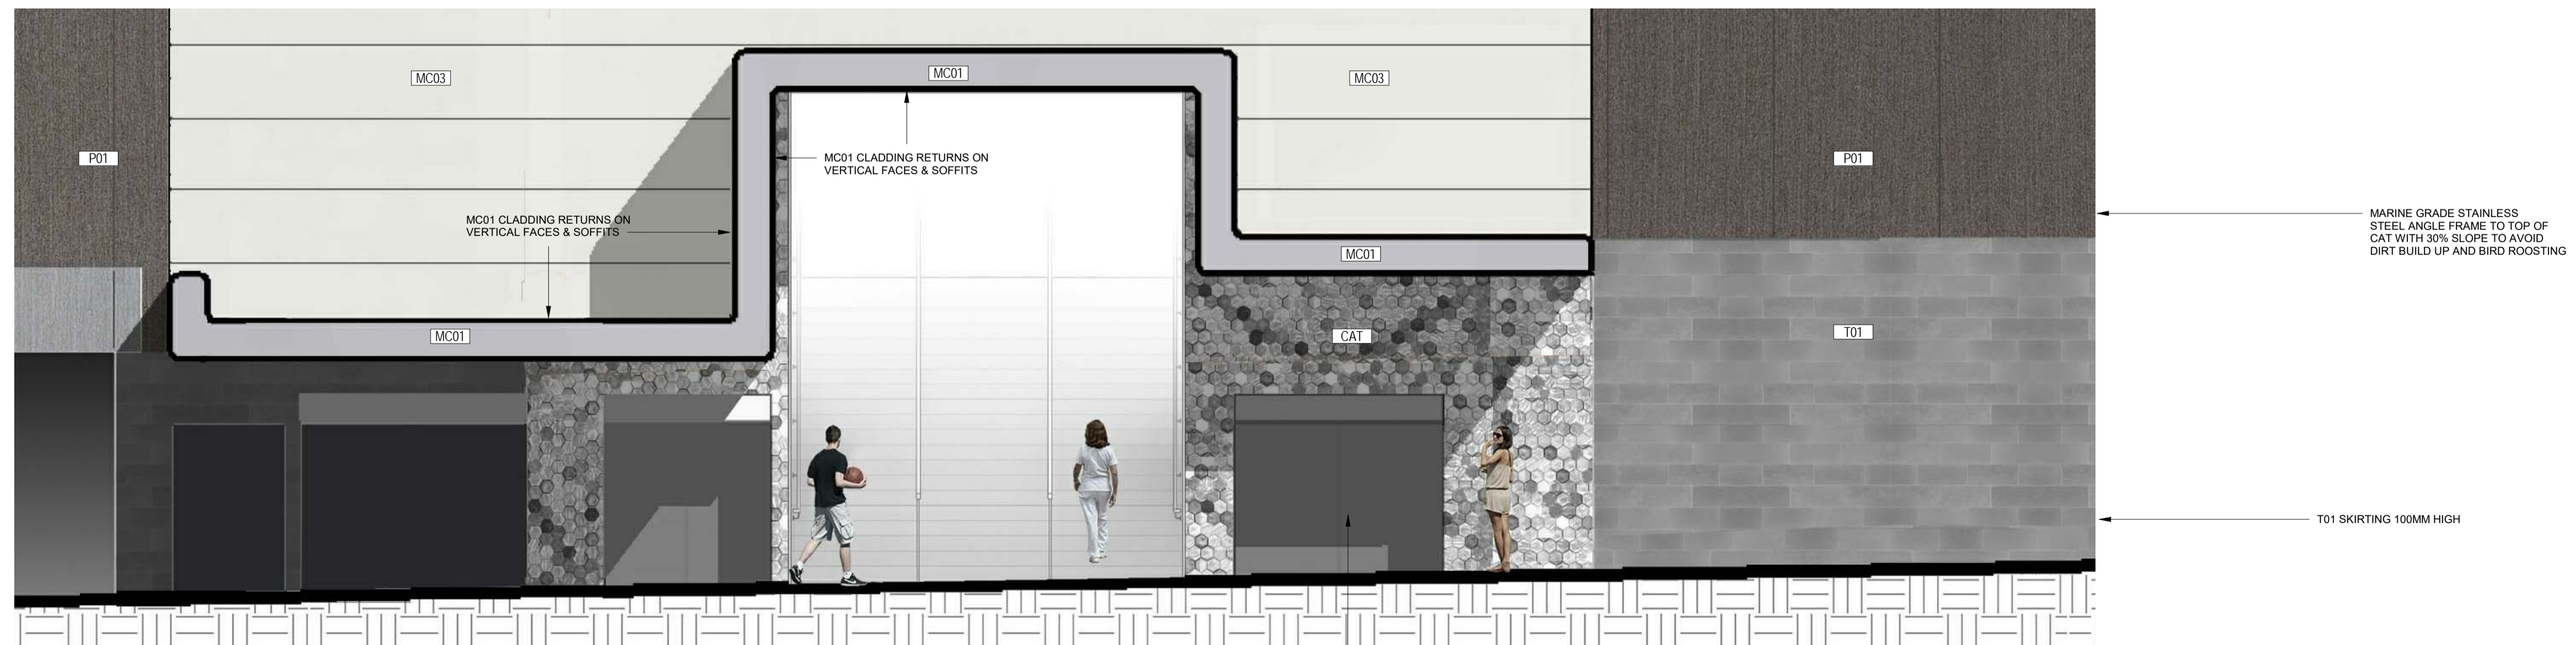 MC03
MC01
MC03
P01
MC01 CLADDING RETURNS ON
VERTICAL FACES & SOFFITS
P01
MC01 CLADDING RETURNS ON
VERTICAL FACES & SOFFITS
MARINE GRADE STAINLESS
STEEL ANGLE FRAME TO TOP OF
CAT WITH 30% SLOPE TO AVOID
DIRT BUILD UP AND BIRD ROOSTING
MC01
MC01
CAT
T01
T01 SKIRTING 100MM HIGH